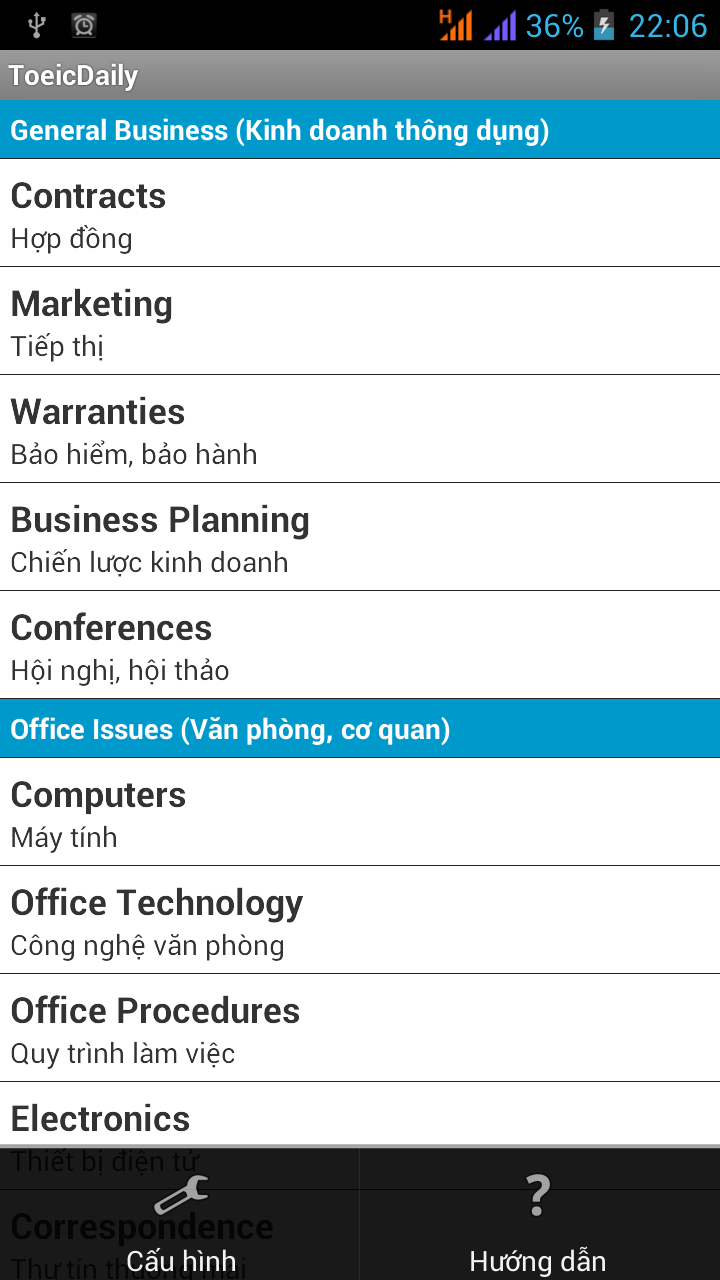 H 36% 22:06
ToeicDaily
General Business (Kinh doanh thông dụng)
Contracts
Hợp đồng
Marketing
Tiếp thị
Warranties
Bảo hiểm, bảo hành
Business Planning
Chiến lược kinh doanh
Conferences
Hội nghị, hội thảo
Office Issues (Văn phòng, cơ quan)
Computers
Máy tính
Office Technology
Công nghệ văn phòng
Office Procedures
Quy trình làm việc
Electronics
Thiết bị điện tử
Correspondence
Thư tín thương mại
Cấu hình
Hướng dẫn